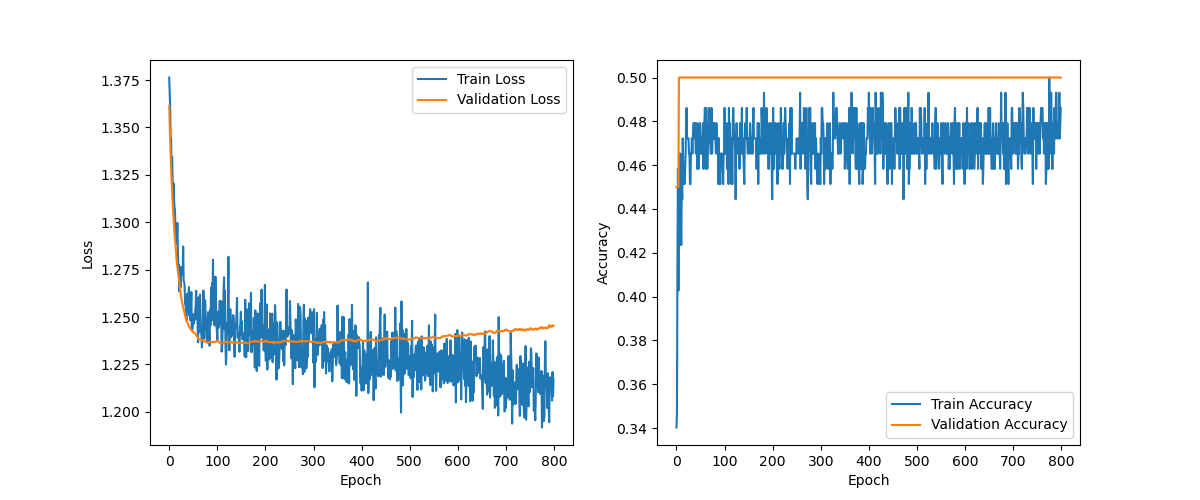 1.375
1.350
1.325
1.300
1.275
1.250
1.225
1.200
Loss
0 100 200 300 400 500 600 700 800
Epoch
Train Loss
Validation Loss
0.50
0.48
0.46
0.44
0.42
0.40
0.38
0.36
0.34
Accuracy
0 100 200 300 400 500 600 700 800
Epoch
Train Accuracy
Validation Accuracy